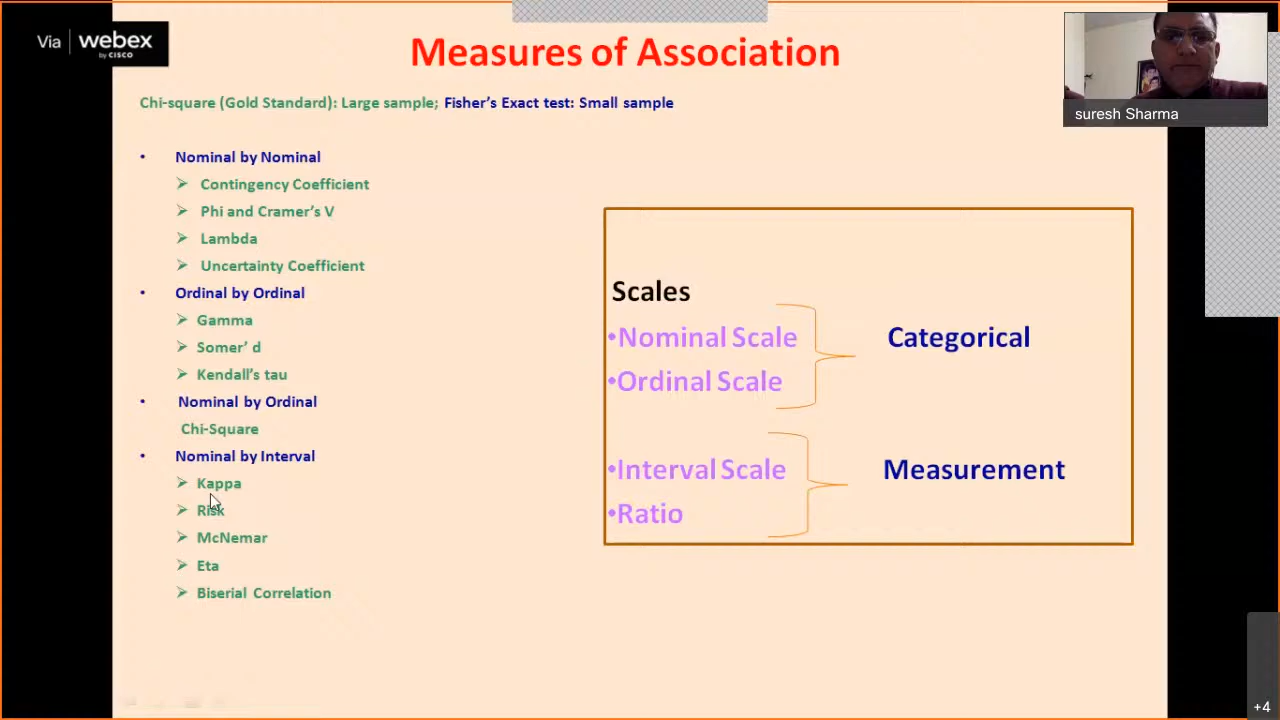 Via webex
by CISCO
Measures of Association
suresh Sharma
Chi-square (Gold Standard): Large sample; Fisher's Exact test: Small sample
• Nominal by Nominal
➢ Contingency Coefficient
➢ Phi and Cramer's V
➢ Lambda
➢ Uncertainty Coefficient
• Ordinal by Ordinal
➢ Gamma
➢ Somer' d
➢ Kendall's tau
• Nominal by Ordinal
Chi-Square
• Nominal by Interval
➢ Kappa
➢ Risk
➢ McNemar
➢ Eta
➢ Biserial Correlation
Scales
•Nominal Scale
Categorical
•Ordinal Scale
•Interval Scale
Measurement
•Ratio
+4